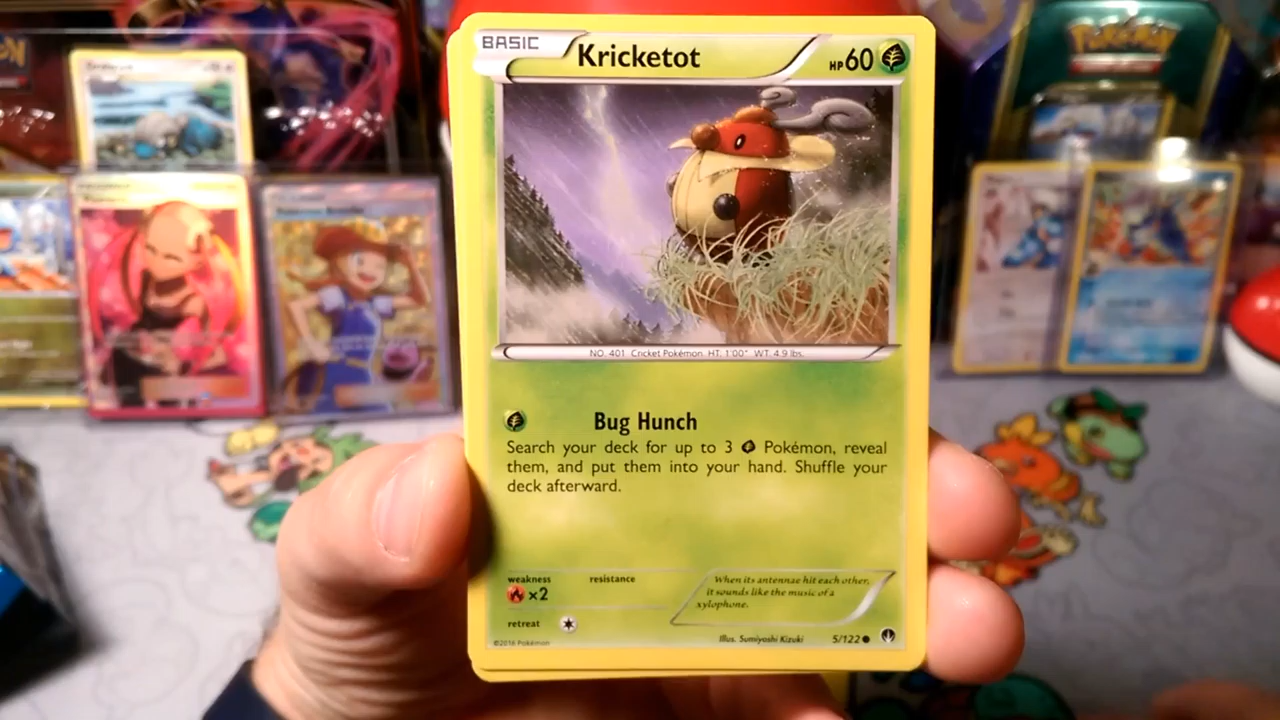 BASIC
Kricketot
HP60
NO. 401 Cricket Pokémon. HT: 1'00" WT. 4.9 lbs.
Bug Hunch
Search your deck for up to 3 Pokémon, reveal
them, and put them into your hand. Shuffle your
deck afterward.
weakness
resistance
×2
When its antennae hit each other,
it sounds like the music of a
xylophone.
retreat
©2016 Pokémon
Illus. Sumiyoshi Kizuki
5/122
POKÉMON